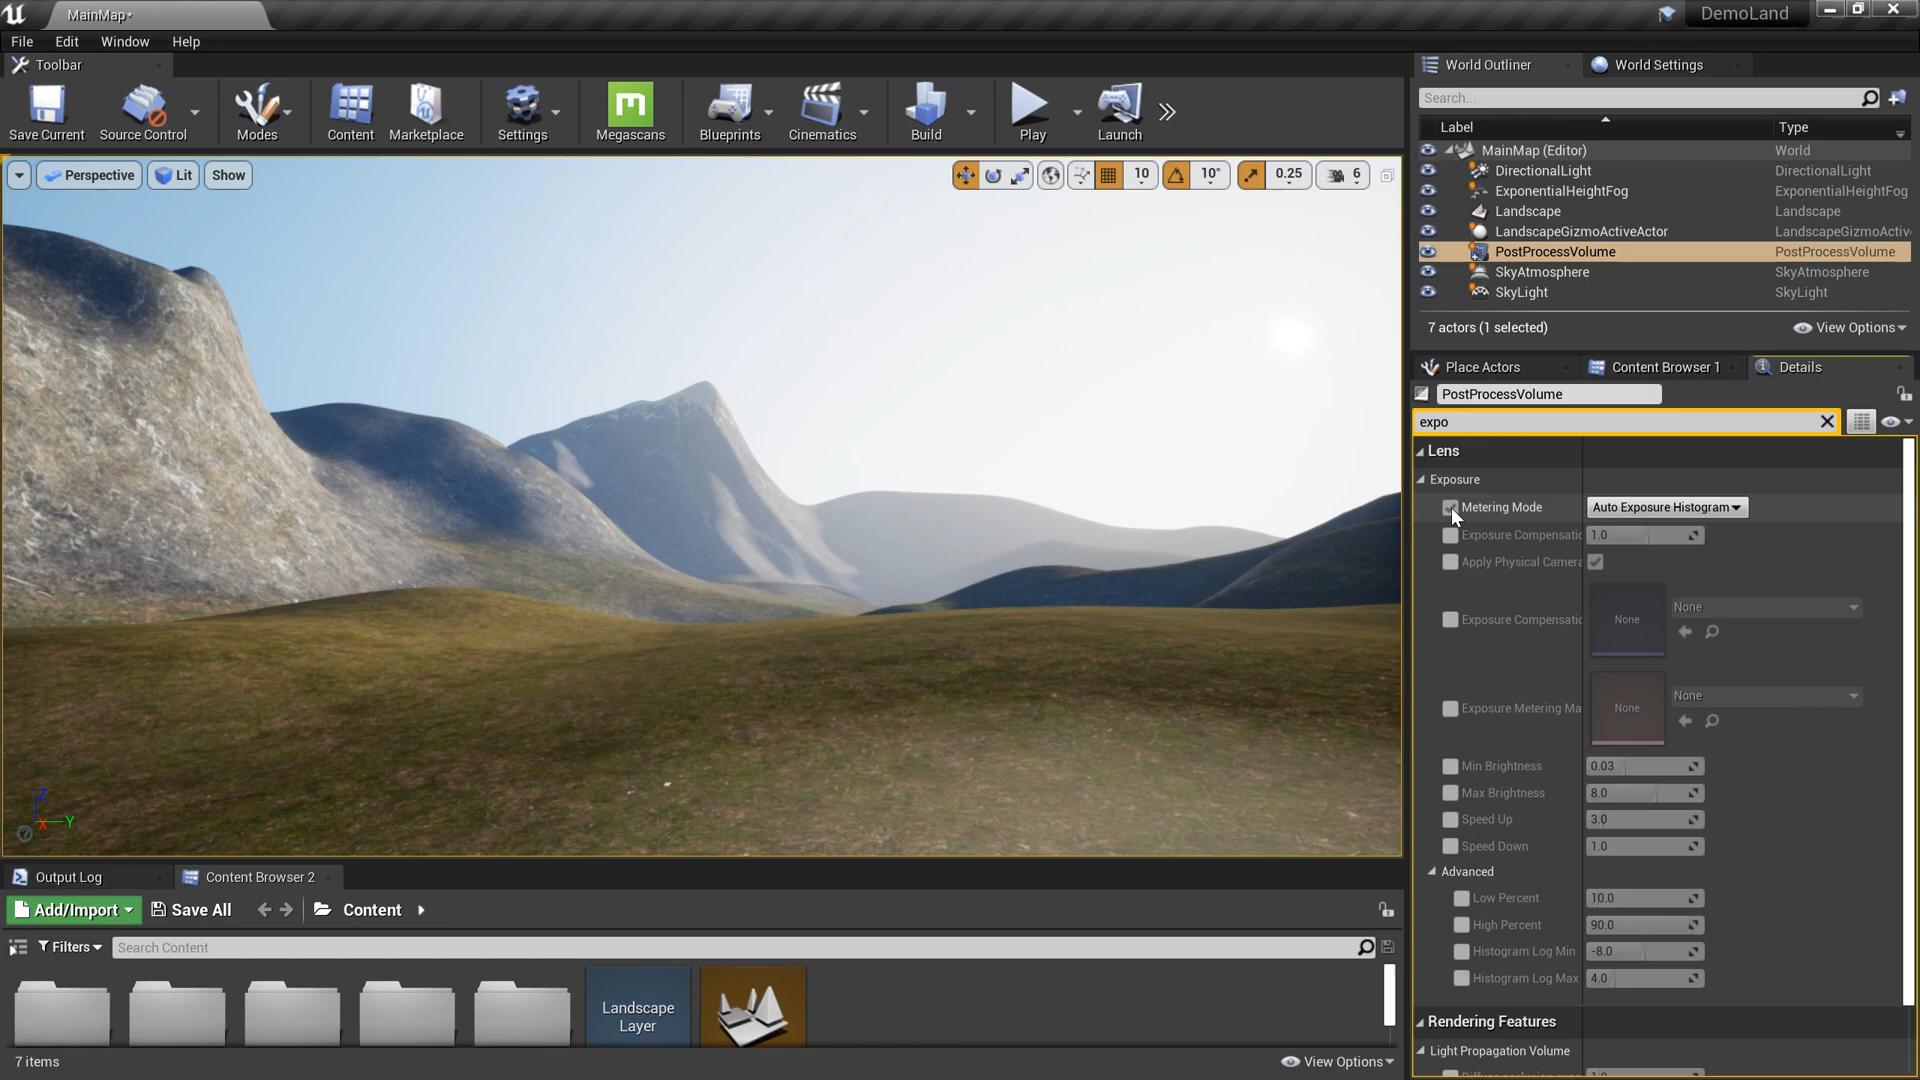 MainMap*
DemoLand
File Edit Window Help
Toolbar
Save Current Source Control Modes Content Marketplace Settings Megascans Blueprints Cinematics Build Play Launch
Perspective Lit Show 10 10° 0.25 6
World Outliner World Settings
Search...
Label Type
MainMap (Editor) World
DirectionalLight DirectionalLight
ExponentialHeightFog ExponentialHeightFog
Landscape Landscape
LandscapeGizmoActiveActor LandscapeGizmoActiv
PostProcessVolume PostProcessVolume
SkyAtmosphere SkyAtmosphere
SkyLight SkyLight
7 actors (1 selected) View Options
Place Actors Content Browser 1 Details
PostProcessVolume
expo
Lens
Exposure
Metering Mode Auto Exposure Histogram
Exposure Compensatic 1.0
Apply Physical Camera
Exposure Compensatic None None
Exposure Metering Ma None None
Min Brightness 0.03
Max Brightness 8.0
Speed Up 3.0
Speed Down 1.0
Advanced
Low Percent 10.0
High Percent 90.0
Histogram Log Min -8.0
Histogram Log Max 4.0
Rendering Features
Light Propagation Volume
Z
X Y
Output Log Content Browser 2
Add/Import Save All Content
Filters Search Content
Landscape
Layer
7 items View Options